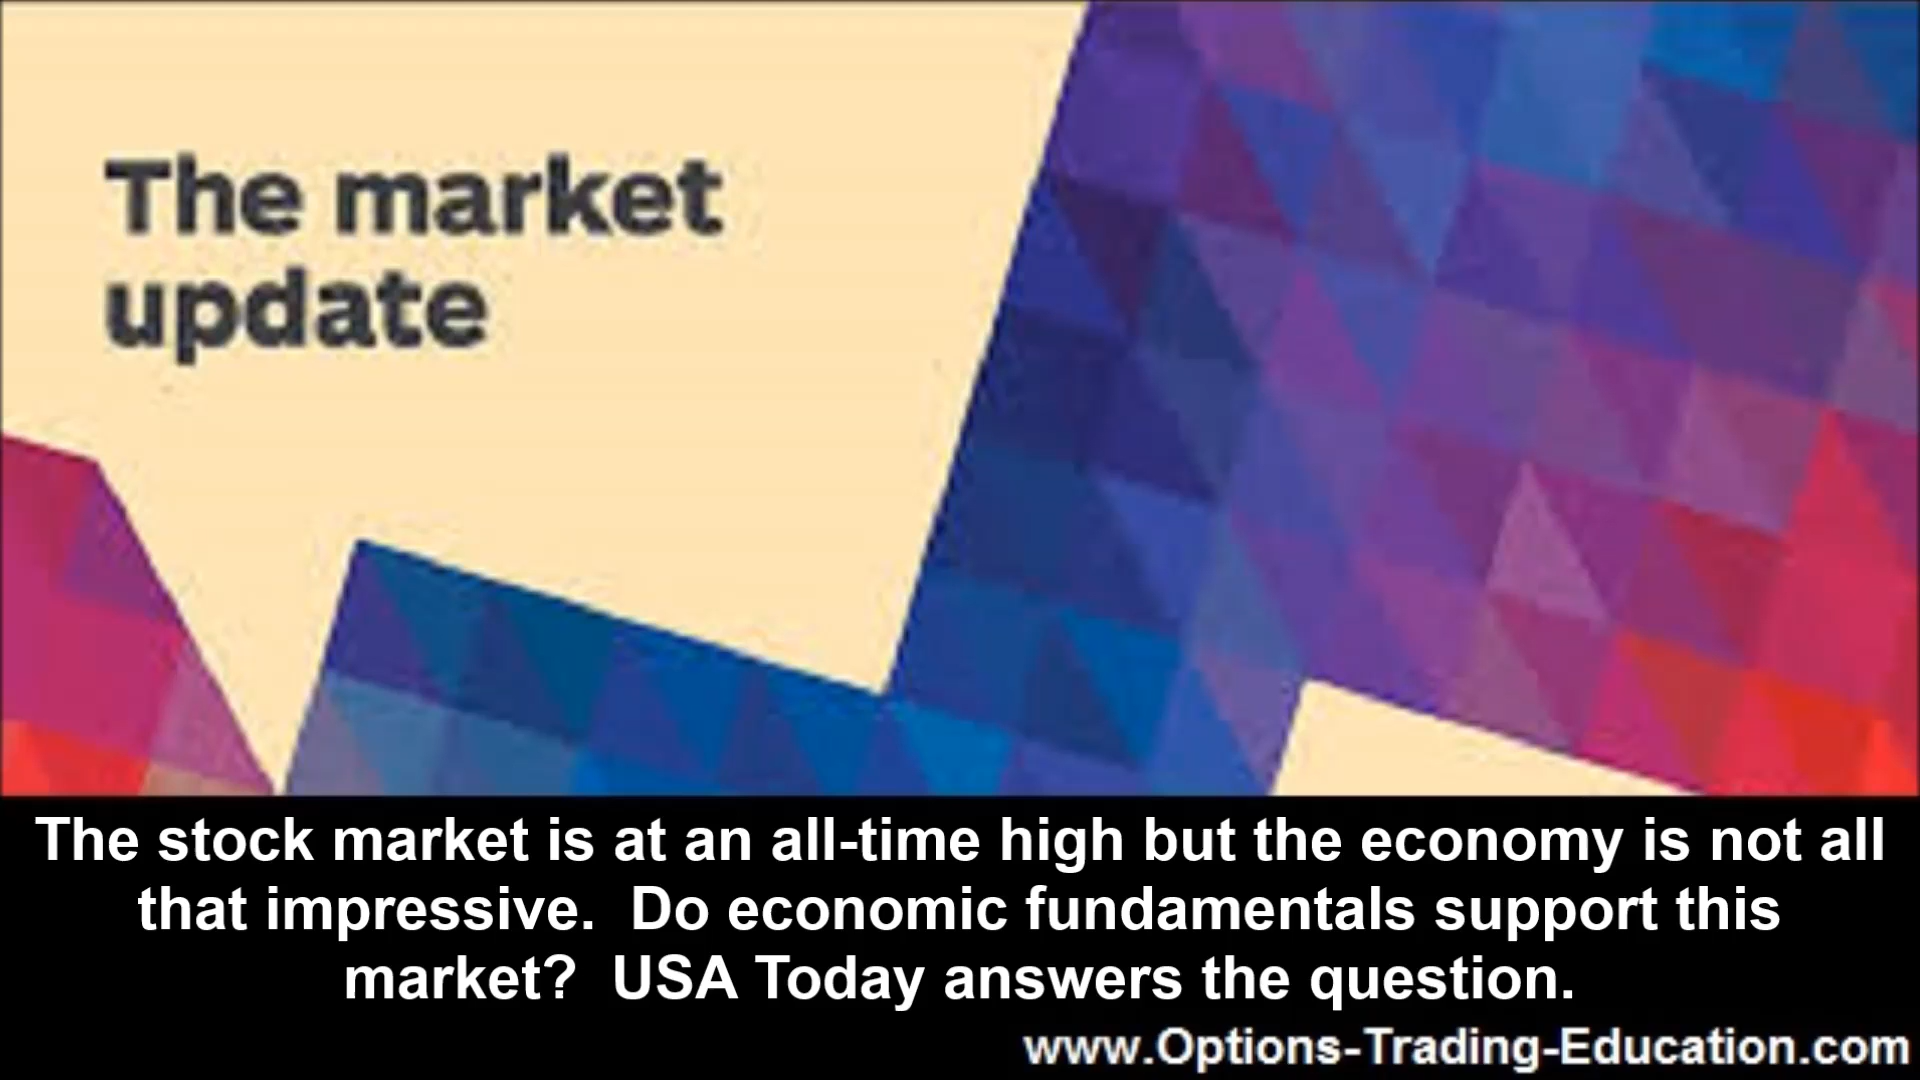 The market
update
The stock market is at an all-time high but the economy is not all
that impressive.  Do economic fundamentals support this
market?  USA Today answers the question.
www.Options-Trading-Education.com